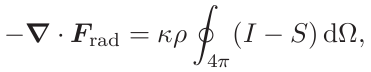 −∇ · F_rad = κρ ∮_{4π} (I − S) dΩ,